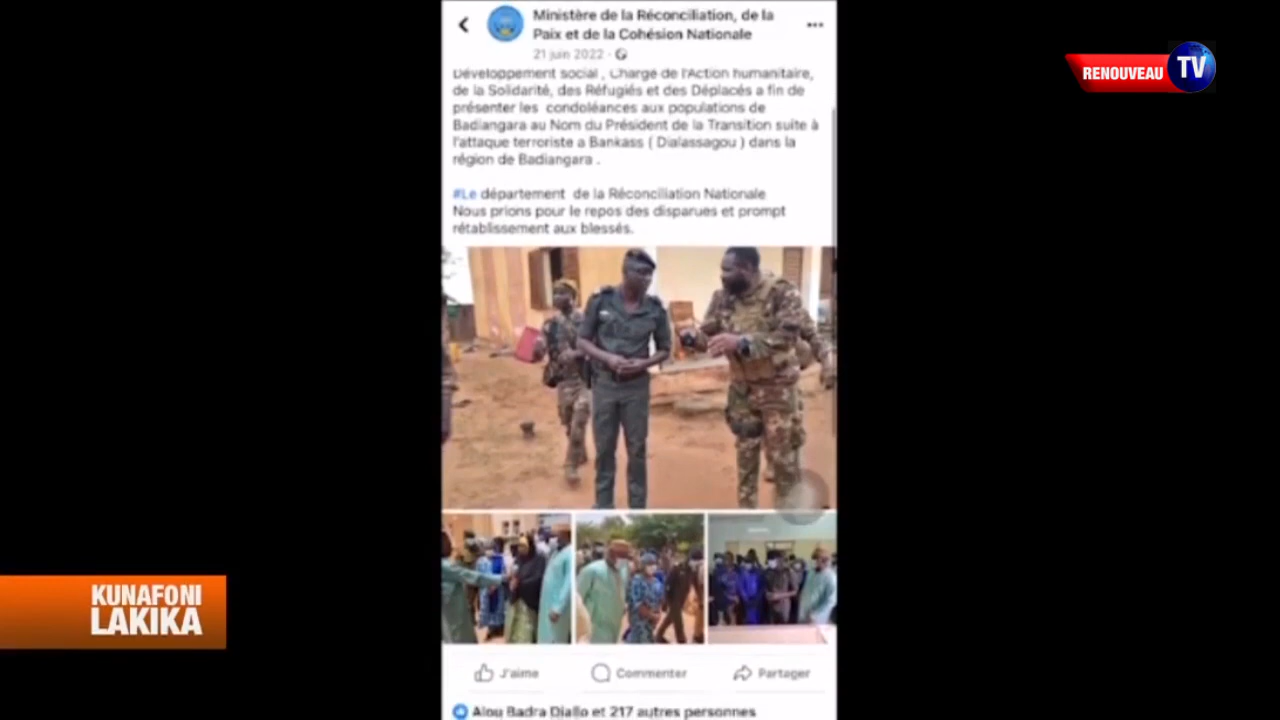 Ministère de la Réconciliation, de la
Paix et de la Cohésion Nationale
21 juin 2022 ·
RENOUVEAU TV
Développement social , Chargé de l'Action humanitaire,
de la Solidarité, des Réfugiés et des Déplacés a fin de
présenter les condoléances aux populations de
Badiangara au Nom du Président de la Transition suite à
l'attaque terroriste a Bankass ( Dialassagou ) dans la
région de Badiangara .
#Le département de la Réconciliation Nationale
Nous prions pour le repos des disparues et prompt
rétablissement aux blessés.
KUNAFONI
LAKIKA
J'aime Commenter Partager
Alou Badra Diallo et 217 autres personnes